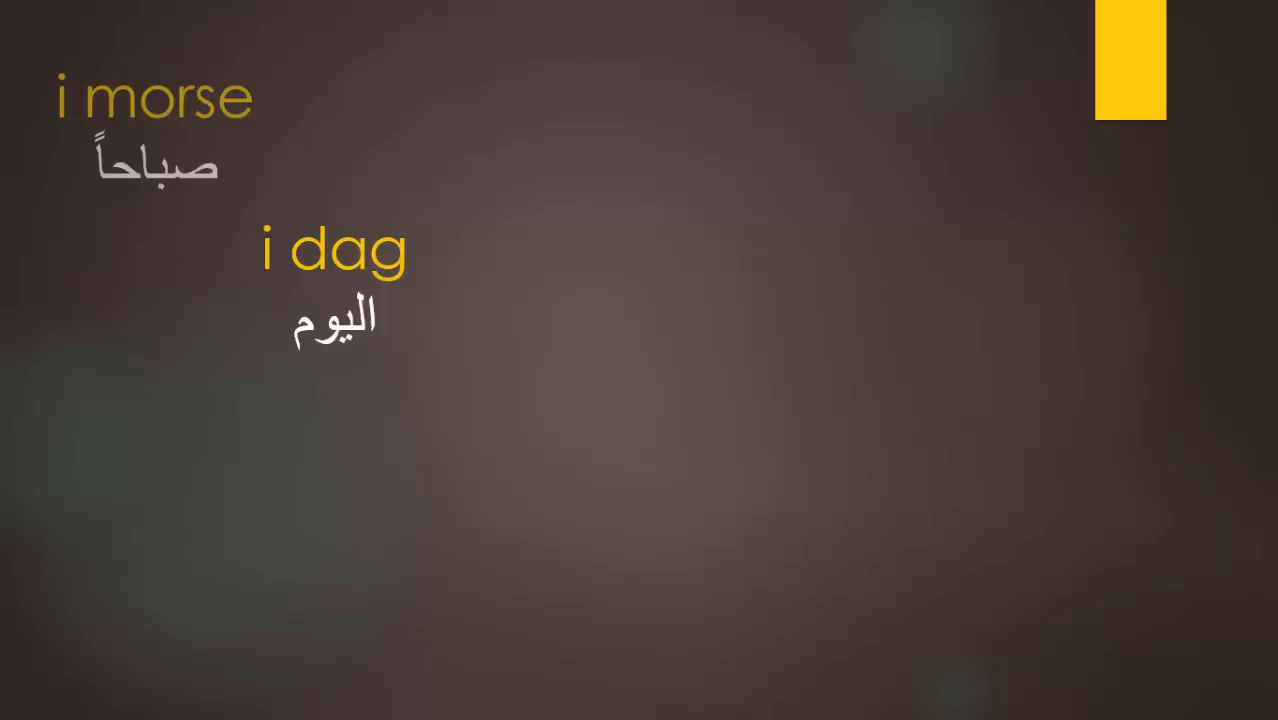 i morse
صباحاً
i dag
اليوم